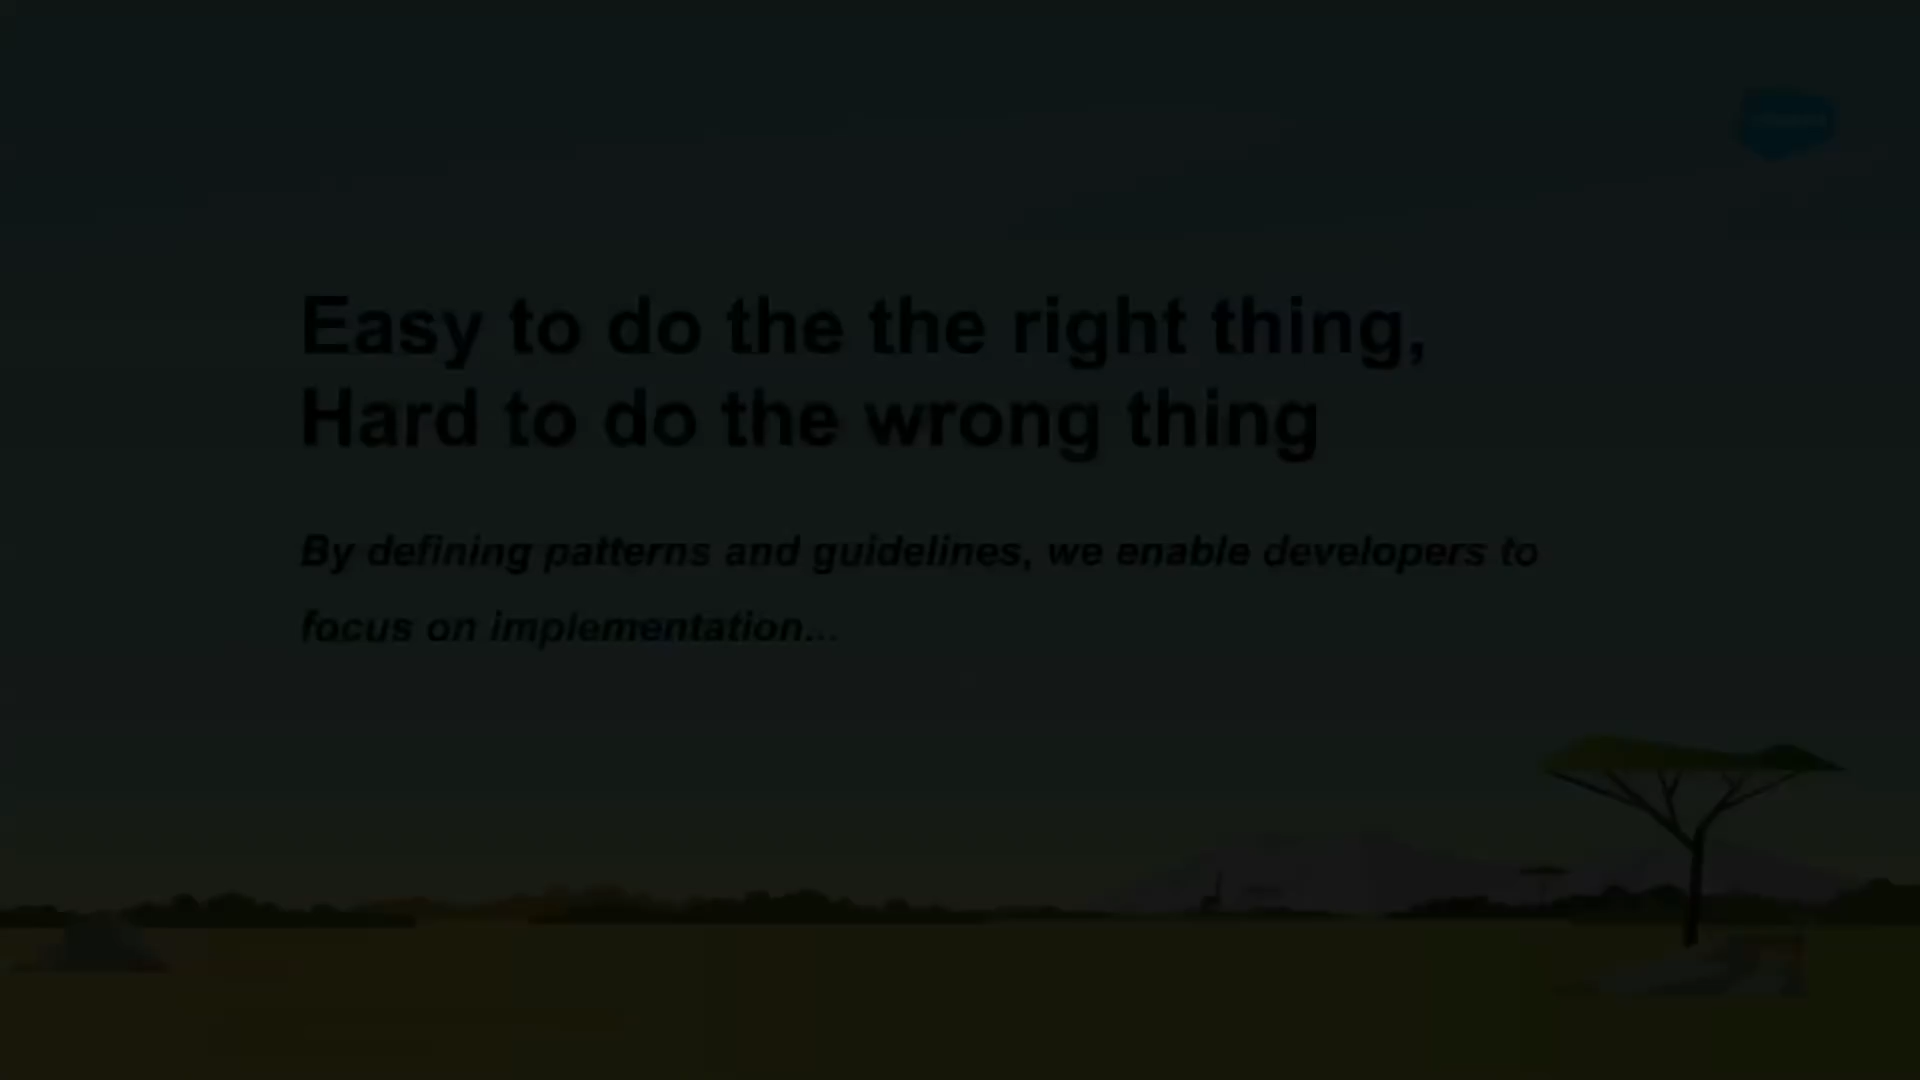 Easy to do the the right thing,
Hard to do the wrong thing
By defining patterns and guidelines, we enable developers to
focus on implementation...